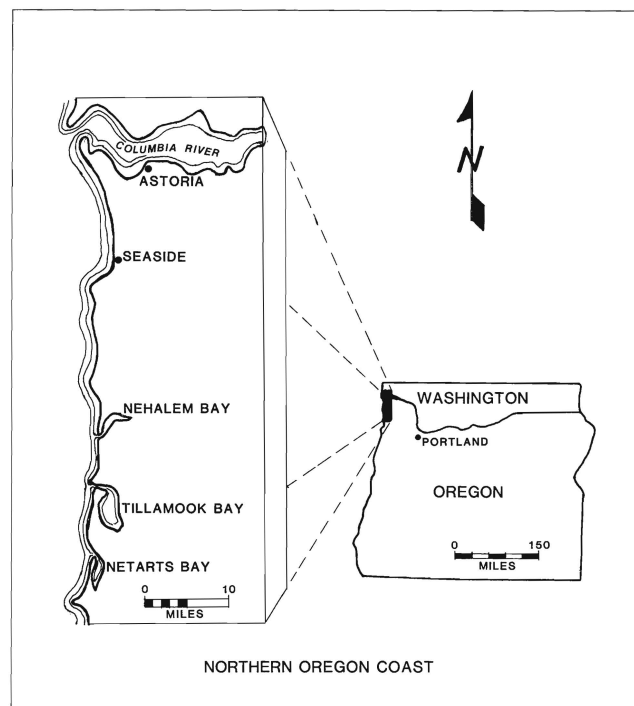 COLUMBIA RIVER
ASTORIA
SEASIDE
NEHALEM BAY
TILLAMOOK BAY
NETARTS BAY
0 10
MILES
N
WASHINGTON
PORTLAND
OREGON
0 150
MILES
NORTHERN OREGON COAST